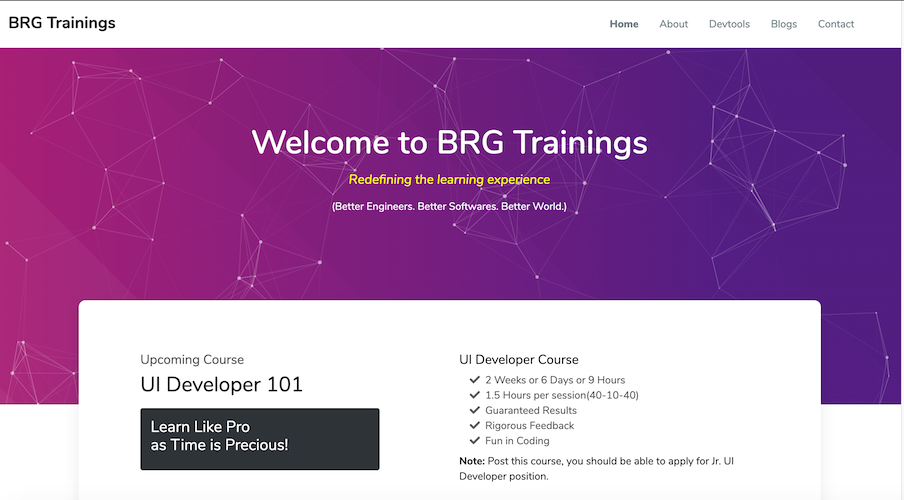 BRG Trainings
Home About Devtools Blogs Contact
Welcome to BRG Trainings
Redefining the learning experience
(Better Engineers. Better Softwares. Better World.)
Upcoming Course
UI Developer 101
Learn Like Pro
as Time is Precious!
UI Developer Course
2 Weeks or 6 Days or 9 Hours
1.5 Hours per session(40-10-40)
Guaranteed Results
Rigorous Feedback
Fun in Coding
Note: Post this course, you should be able to apply for Jr. UI
Developer position.